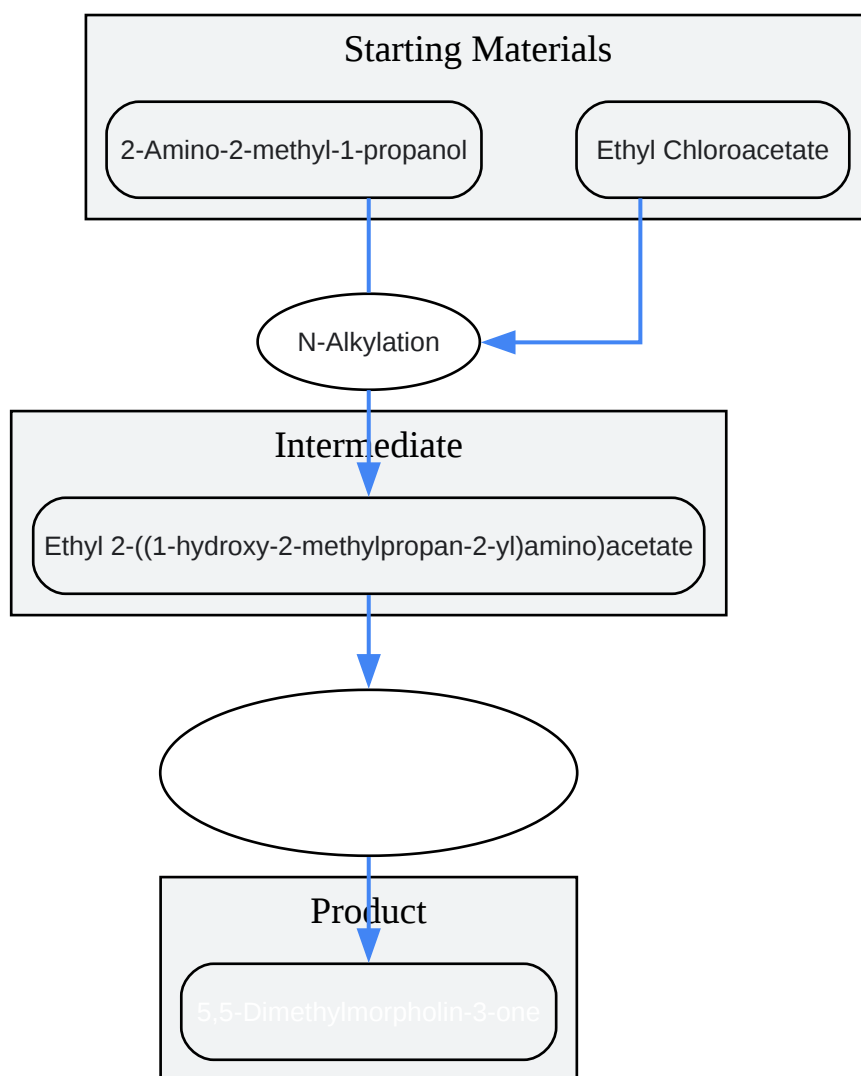 Starting Materials
2-Amino-2-methyl-1-propanol
Ethyl Chloroacetate
N-Alkylation
Intermediate
Ethyl 2-((1-hydroxy-2-methylpropan-2-yl)amino)acetate
Product
5,5-Dimethylmorpholin-3-one